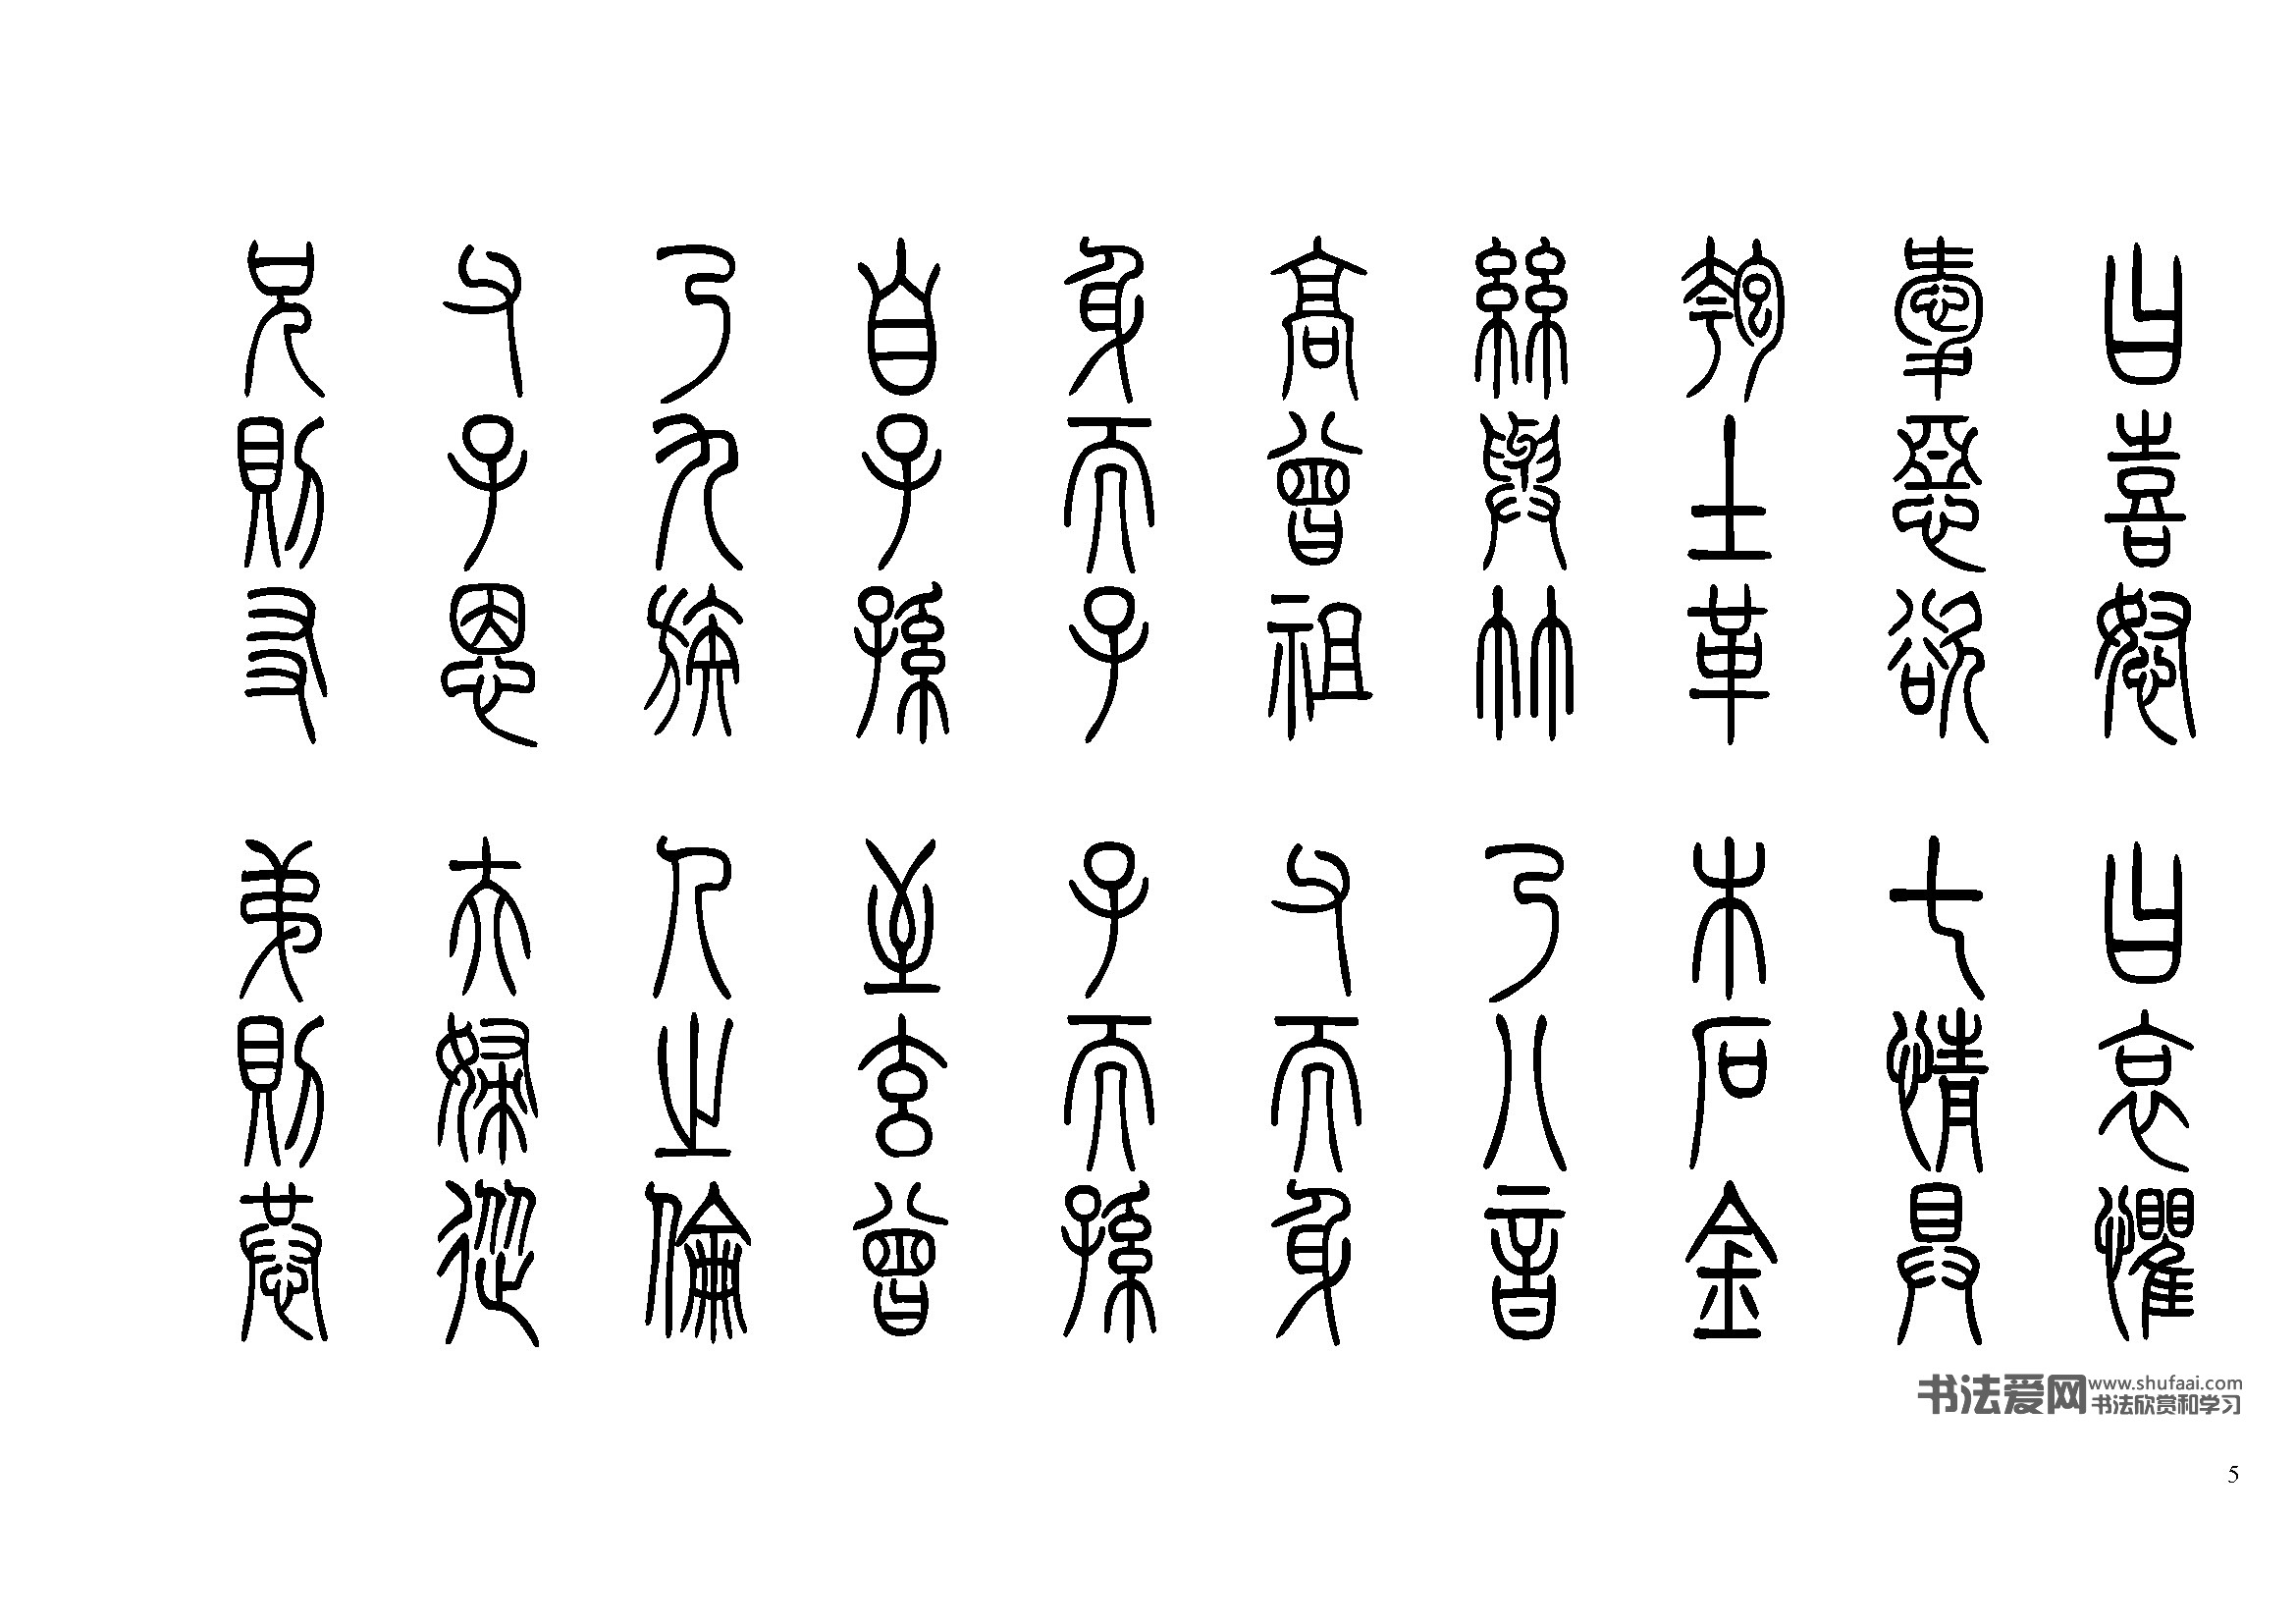 曰喜怒 曰哀懼
愛惡欲 七情具
匏土革 木石金
絲與竹 乃八音
高曾祖 父而身
身而子 子而孫
自子孫 至玄曾
乃九族 人之倫
父子恩 夫婦從
兄則友 弟則恭
书法爱网 www.shufaai.com
书法欣赏和学习
5